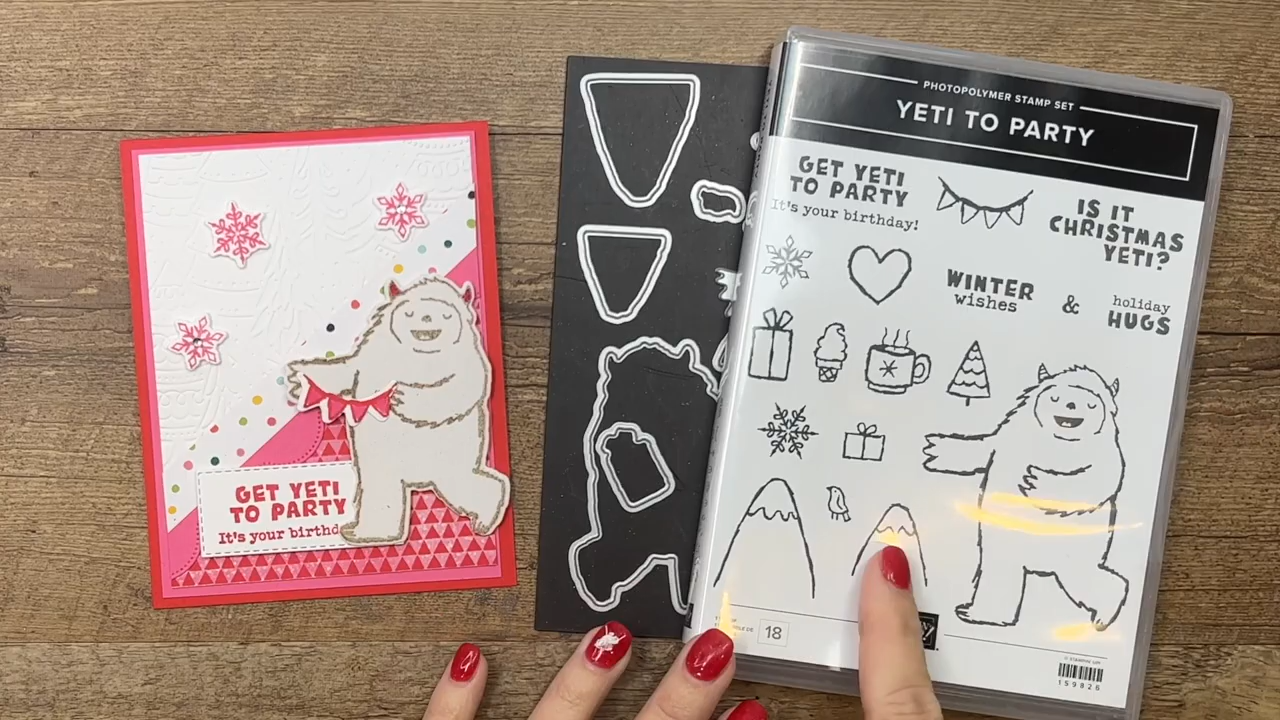 GET YETI
TO PARTY
It's your
PHOTOPOLYMER STAMP SET
YETI TO PARTY
GET YETI
TO PARTY
It's your birthday!
IS IT
CHRISTMAS
YETI?
WINTER
wishes
&
holiday
HUGS
18
159826